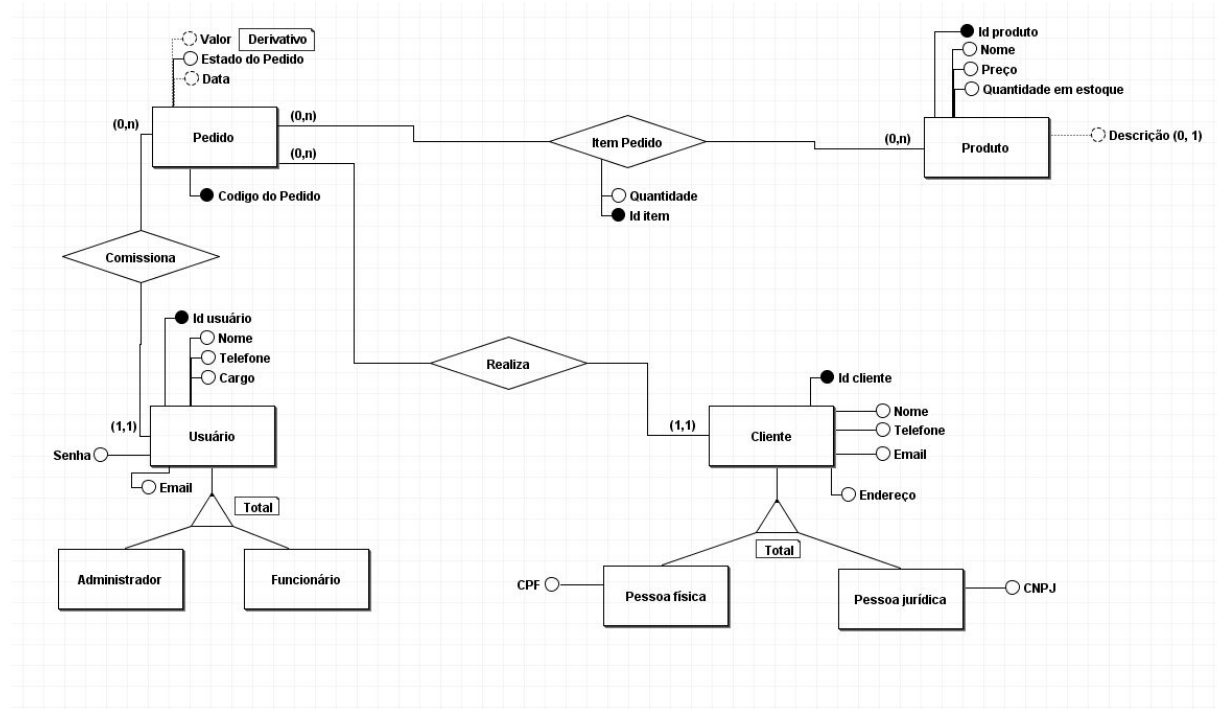 Valor
Derivativo
Estado do Pedido
Data
(0,n)
Pedido
(0,n)
(0,n)
Codigo do Pedido
Item Pedido
Quantidade
Id item
Id produto
Nome
Preço
Quantidade em estoque
(0,n)
Produto
Descrição (0, 1)
Comissiona
Id usuário
Nome
Telefone
Cargo
(1,1)
Usuário
Senha
Email
Total
Administrador
Funcionário
Realiza
Id cliente
(1,1)
Cliente
Nome
Telefone
Email
Endereço
Total
CPF
Pessoa física
Pessoa jurídica
CNPJ